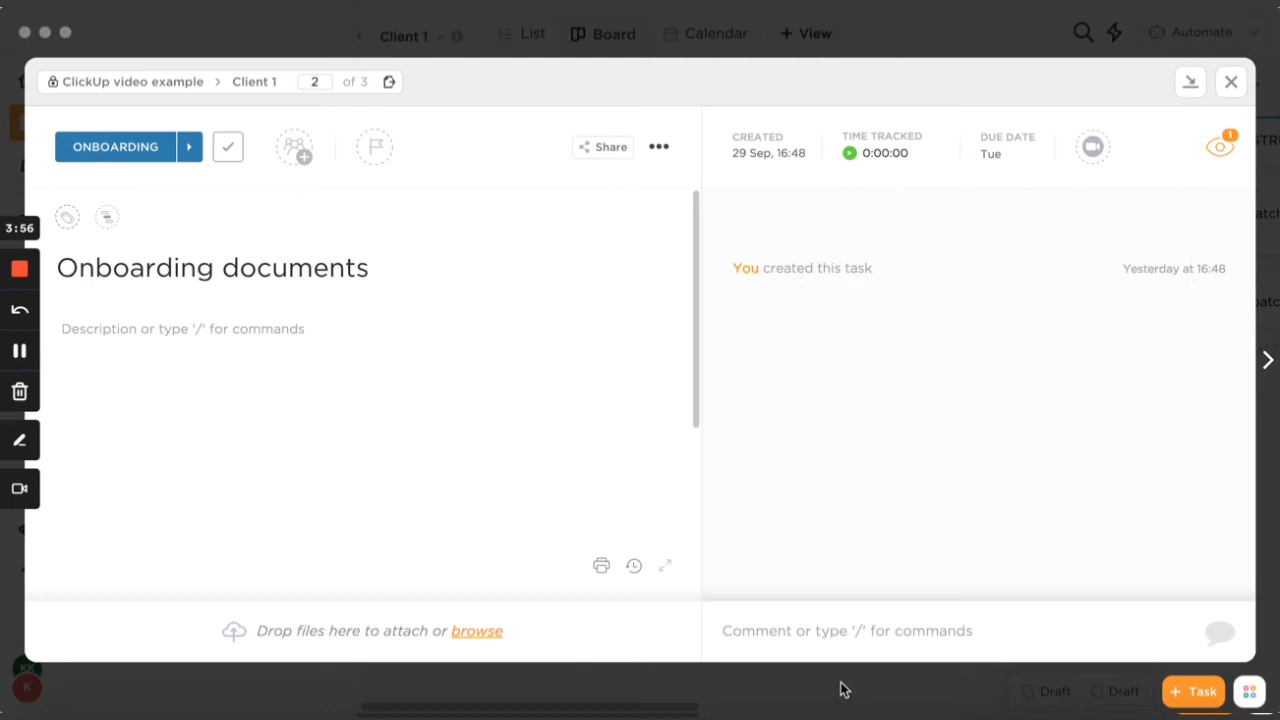 Client 1
List
Board
Calendar
+ View
Automate
ClickUp video example > Client 1 2 of 3
ONBOARDING
Share
CREATED
29 Sep, 16:48
TIME TRACKED
0:00:00
DUE DATE
Tue
1
3:56
Onboarding documents
You created this task
Yesterday at 16:48
Description or type '/' for commands
Drop files here to attach or browse
Comment or type '/' for commands
KK
K
Draft
Draft
+ Task